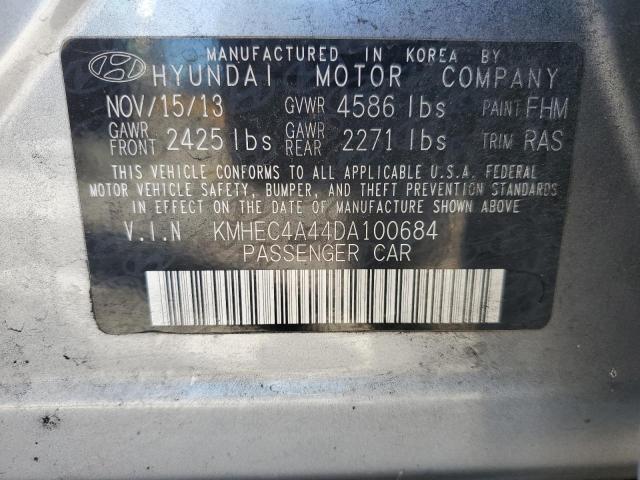 MANUFACTURED IN KOREA BY
HYUNDAI MOTOR COMPANY
NOV/15/13 GVWR 4586 lbs PAINT FHM
GAWR FRONT 2425 lbs GAWR REAR 2271 lbs TRIM RAS
THIS VEHICLE CONFORMS TO ALL APPLICABLE U.S.A. FEDERAL
MOTOR VEHICLE SAFETY, BUMPER, AND THEFT PREVENTION STANDARDS
IN EFFECT ON THE DATE OF MANUFACTURE SHOWN ABOVE.
V.I.N KMHEC4A44DA100684
PASSENGER CAR